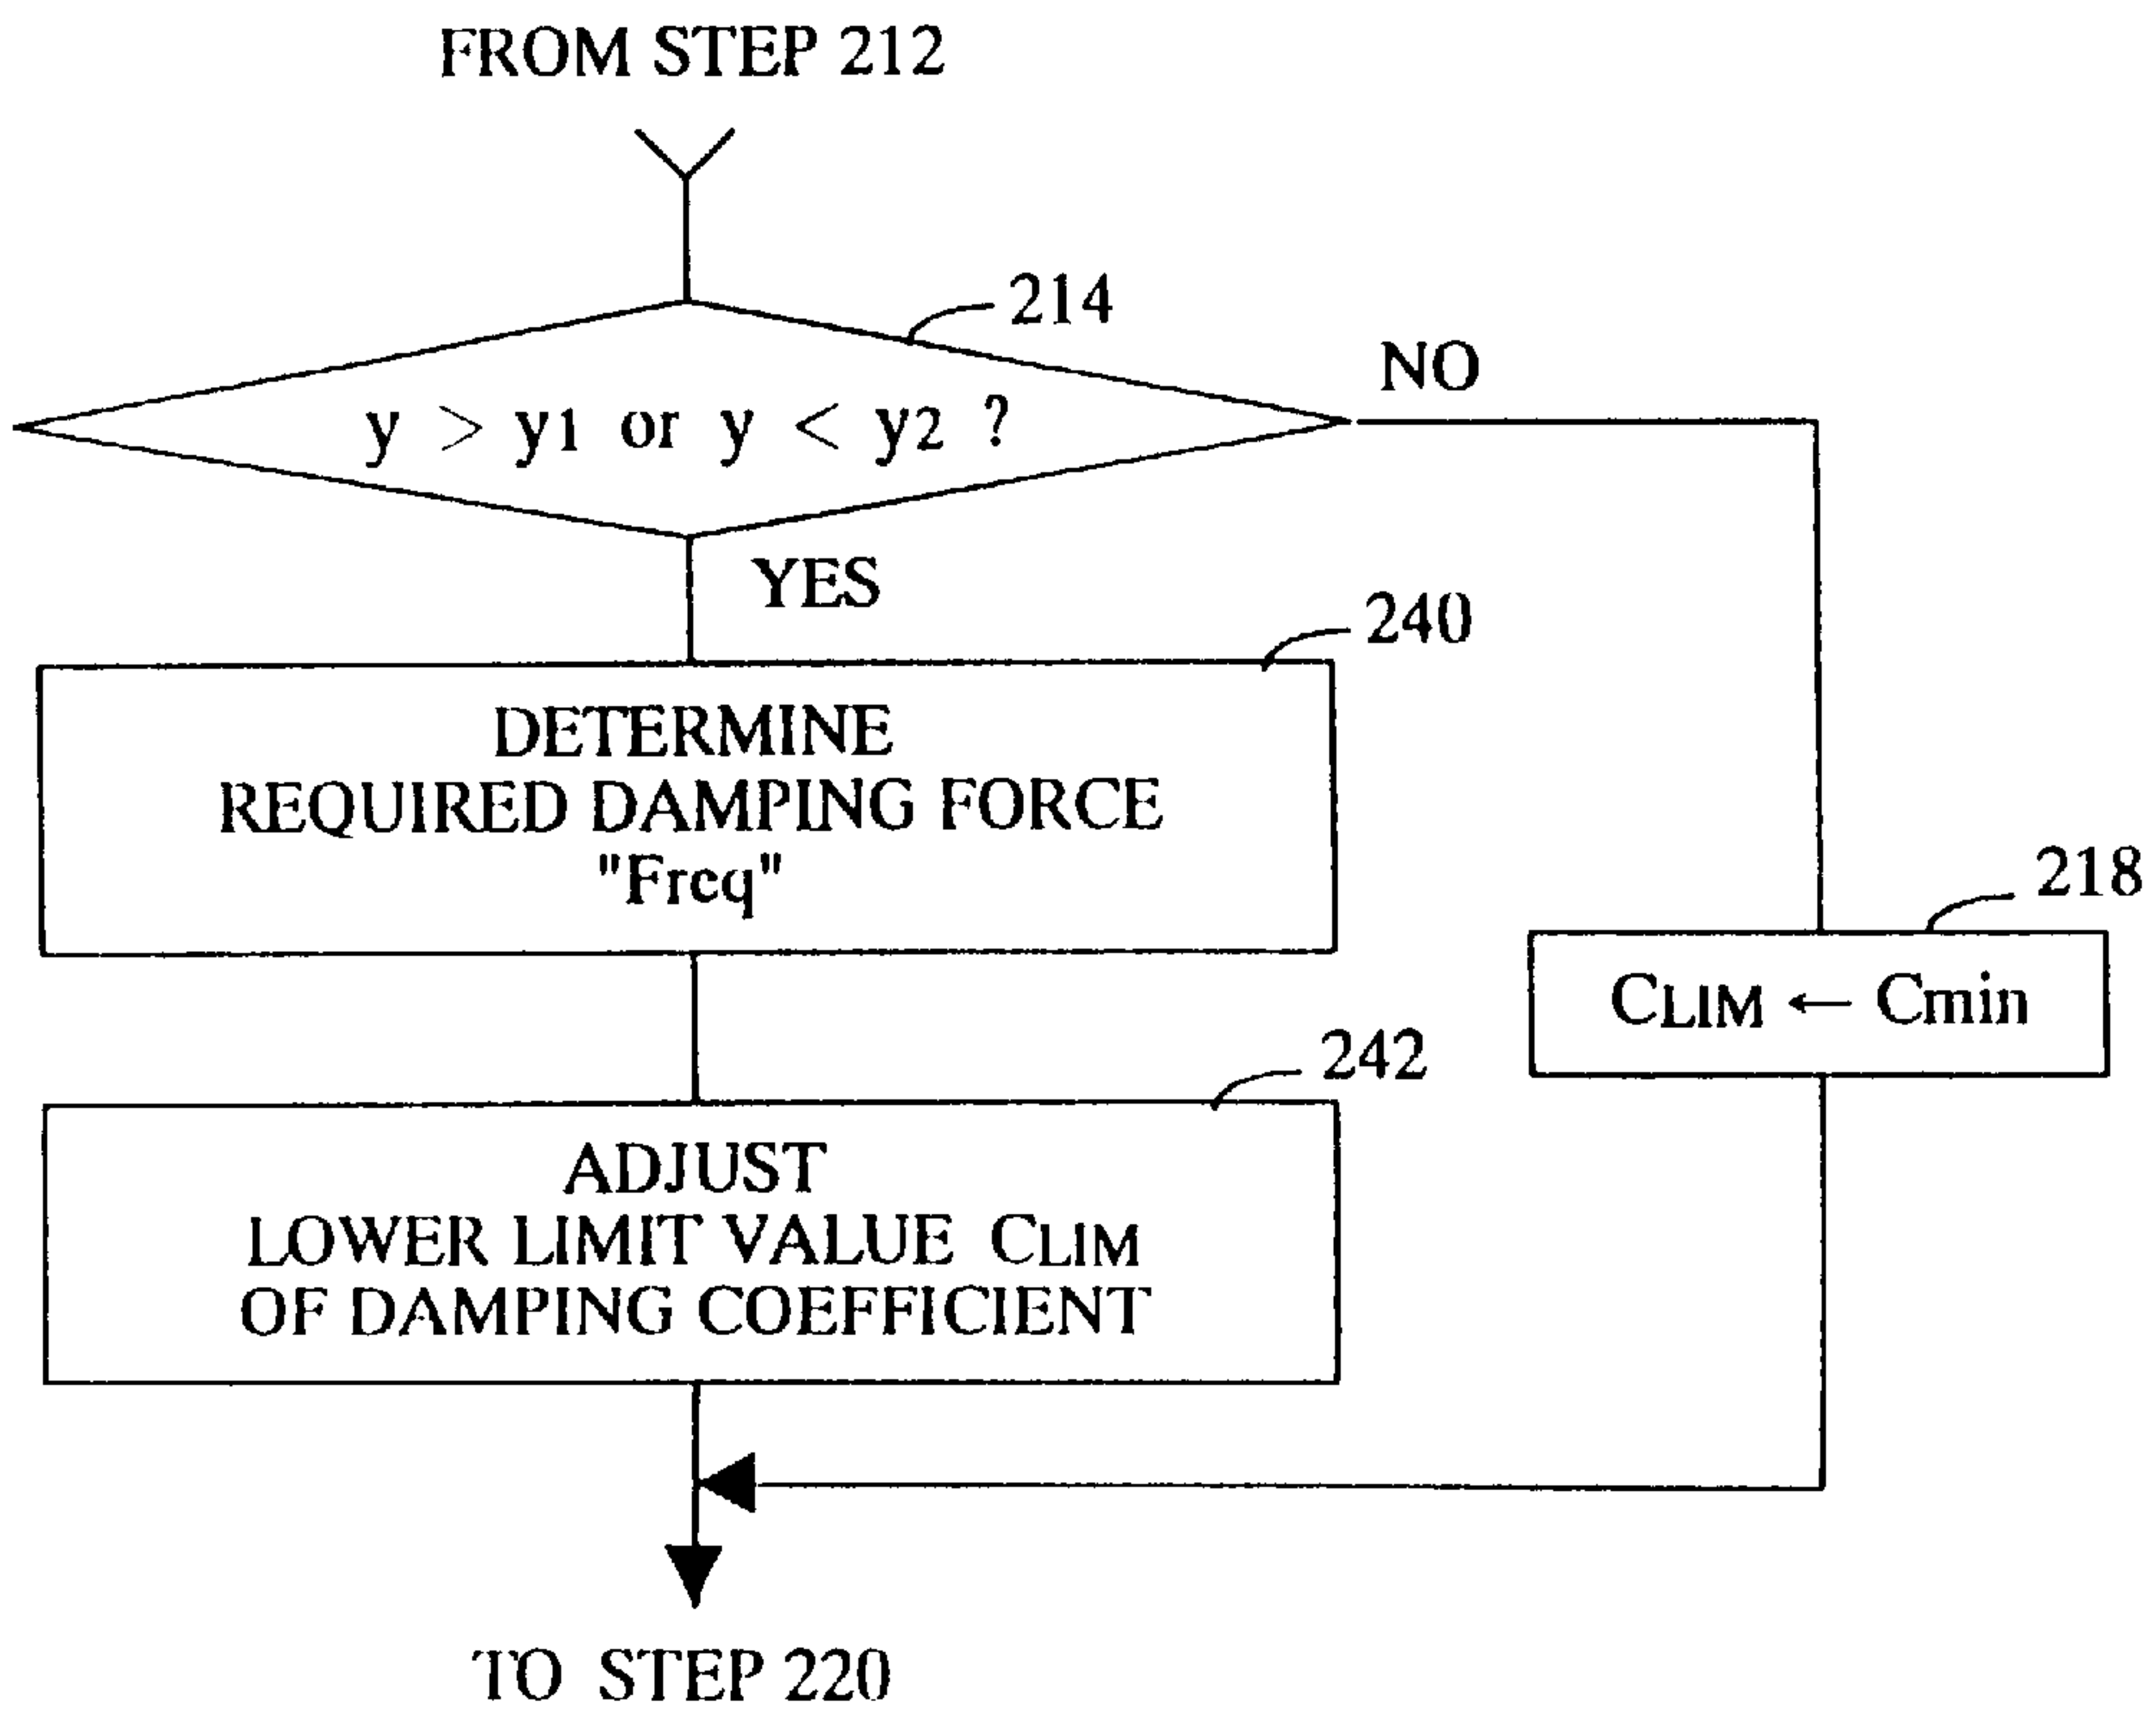 FROM STEP 212
214
y > y1 or y < y2 ?
NO
YES
240
DETERMINE
REQUIRED DAMPING FORCE
"Freq"
218
CLIM ← Cmin
242
ADJUST
LOWER LIMIT VALUE CLIM
OF DAMPING COEFFICIENT
TO STEP 220